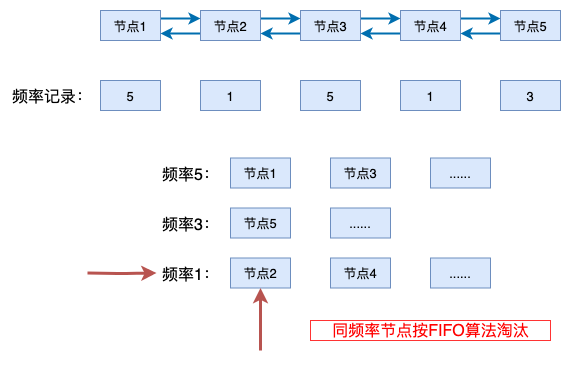 节点1 节点2 节点3 节点4 节点5
频率记录： 5 1 5 1 3
频率5： 节点1 节点3 ......
频率3： 节点5 ......
频率1： 节点2 节点4 ......
同频率节点按FIFO算法淘汰